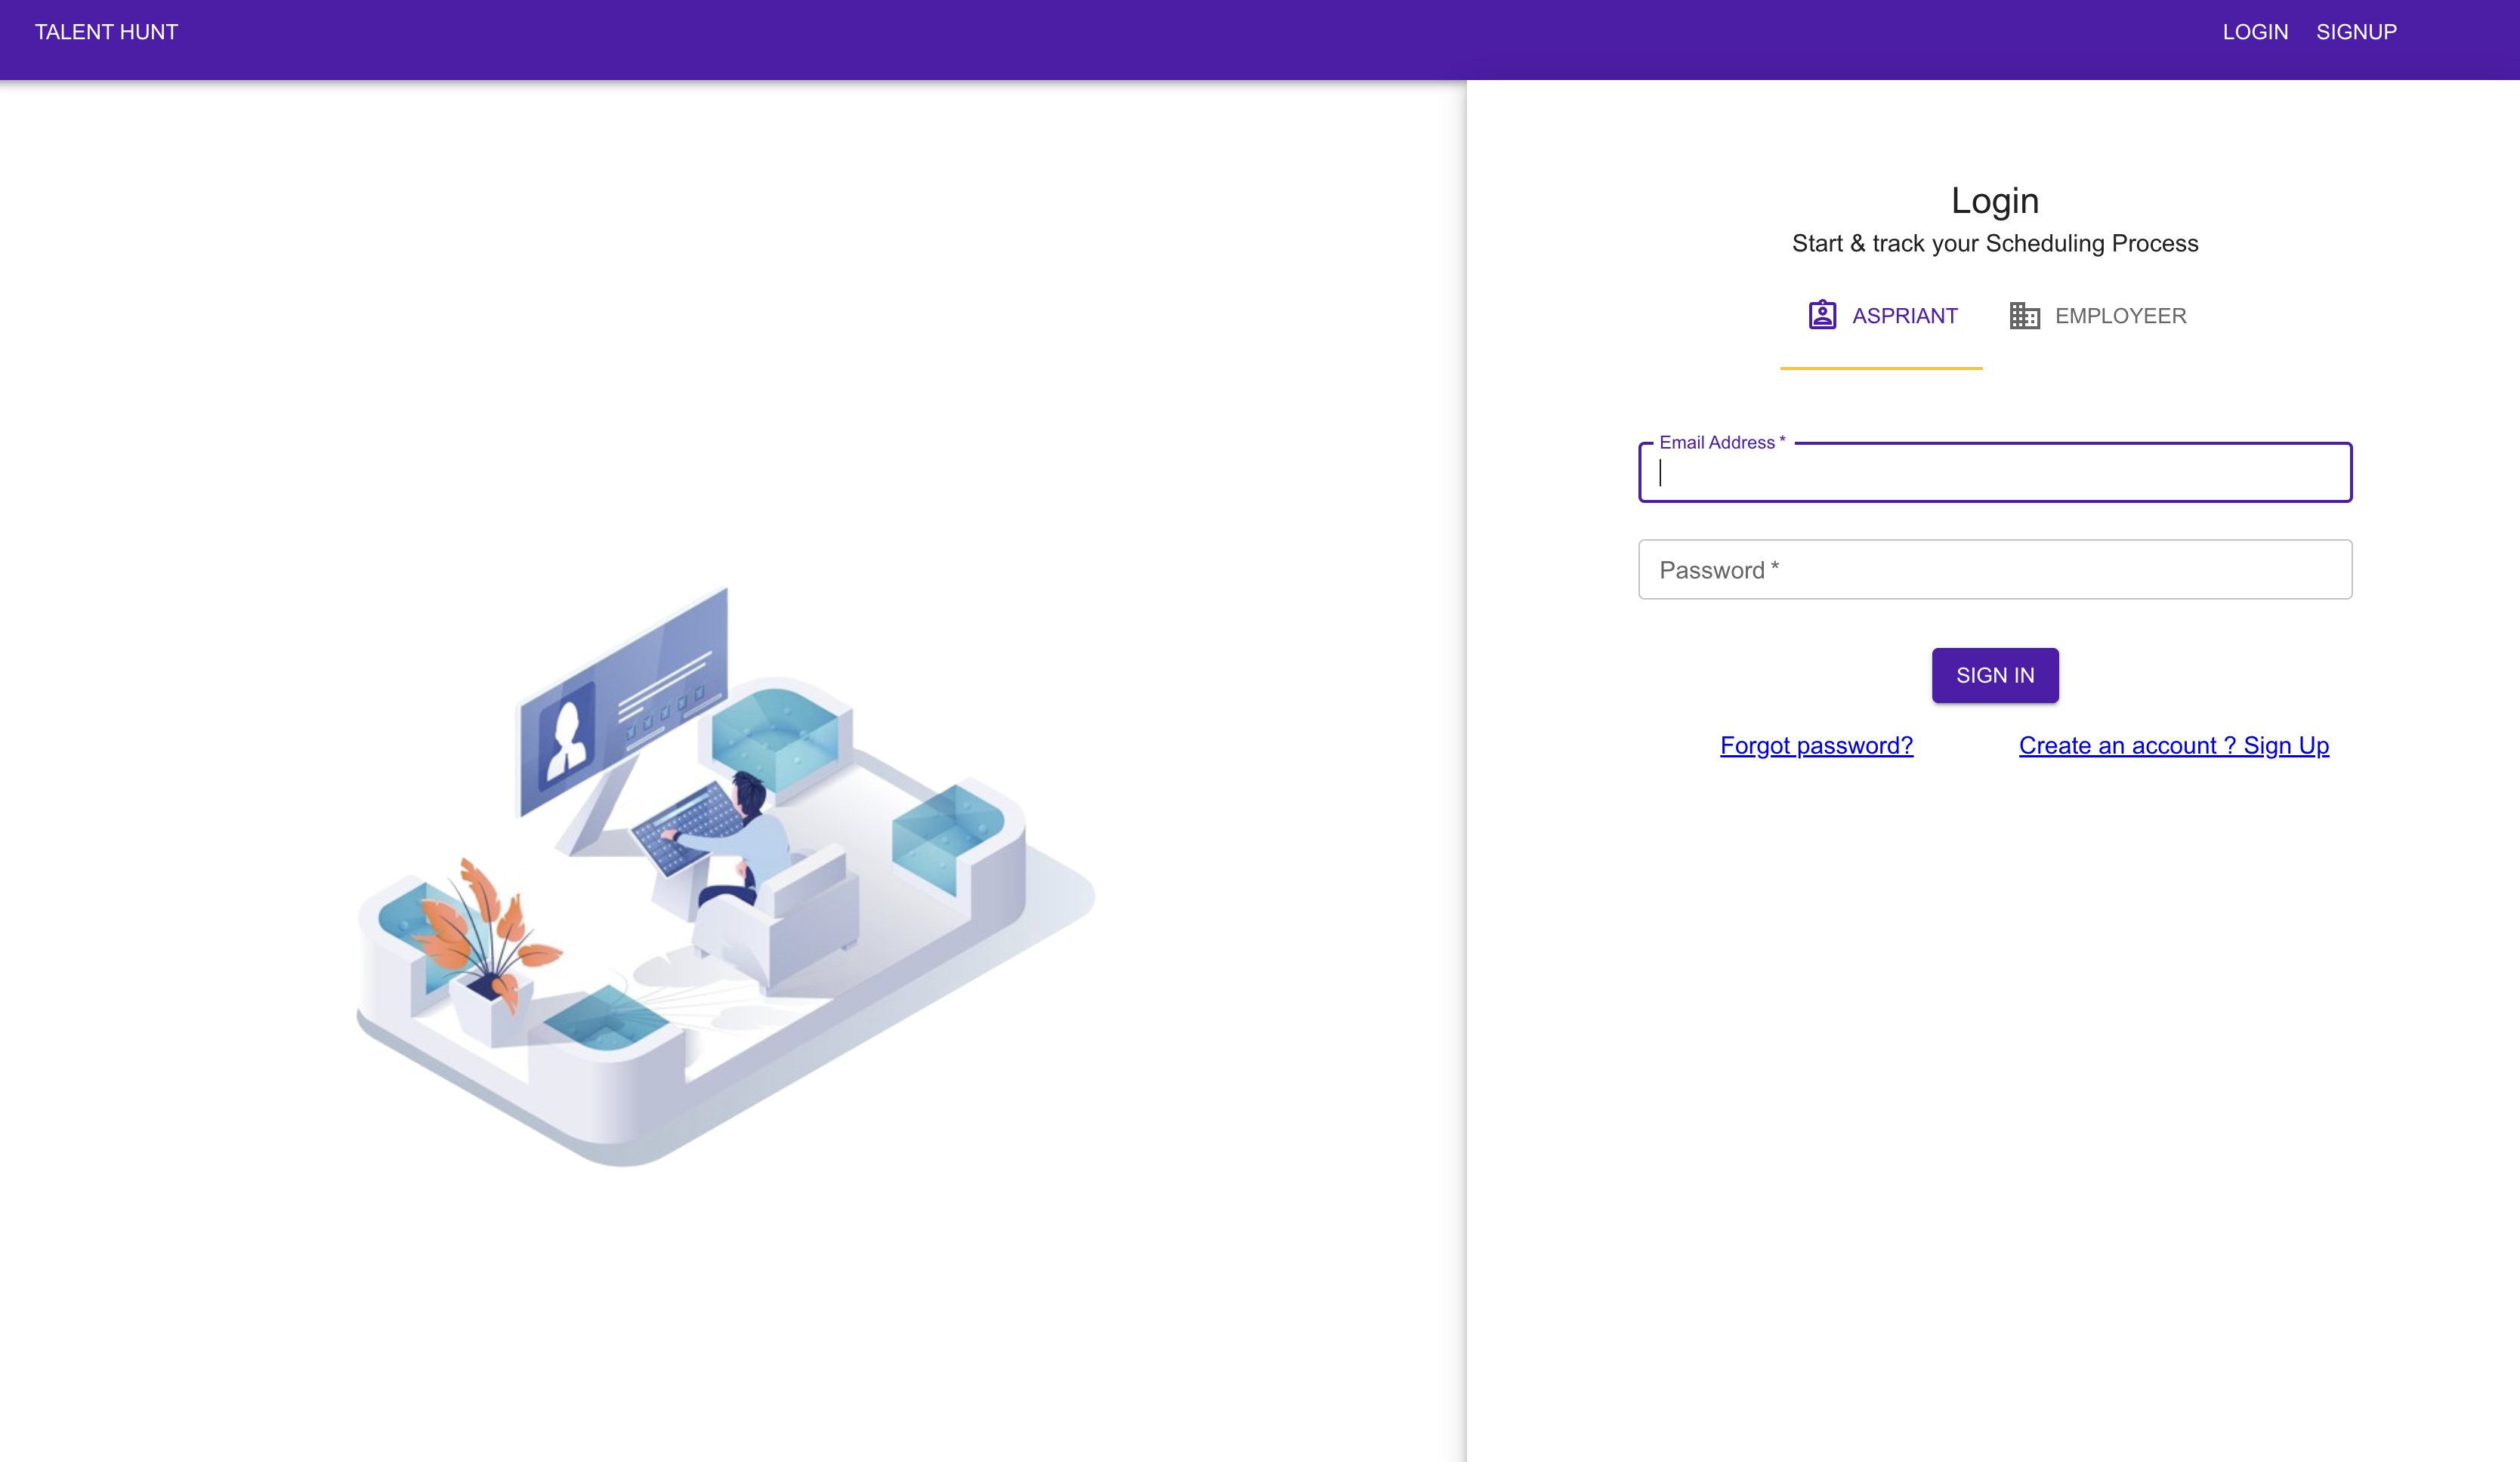 TALENT HUNT
LOGIN SIGNUP
Login
Start & track your Scheduling Process
ASPRIANT EMPLOYEER
Email Address *
Password *
SIGN IN
Forgot password? Create an account ? Sign Up